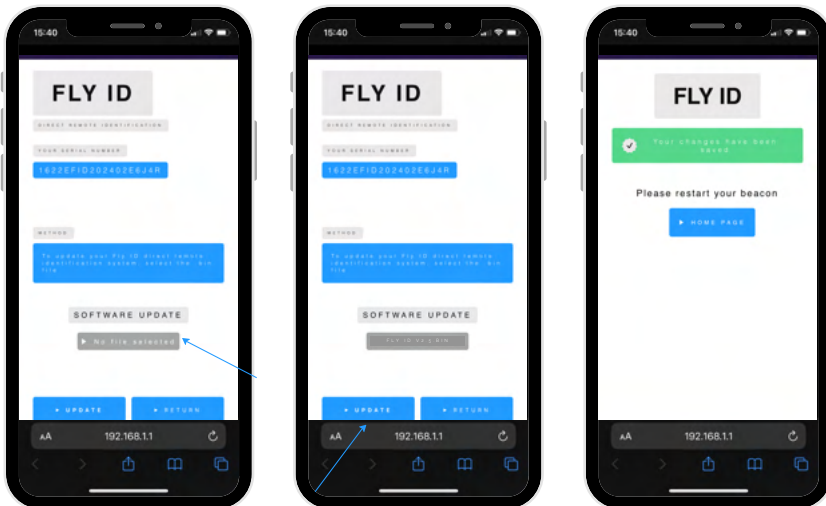 15:40
FLY ID
DIRECT REMOTE IDENTIFICATION
YOUR SERIAL NUMBER
1622EFID202402E6J4R
METHOD
To update your Fly ID direct remote
identification system, select the .bin
file
SOFTWARE UPDATE
No file selected
UPDATE
RETURN
AA
192.168.1.1
15:40
FLY ID
DIRECT REMOTE IDENTIFICATION
YOUR SERIAL NUMBER
1622EFID202402E6J4R
METHOD
To update your Fly ID direct remote
identification system, select the .bin
file
SOFTWARE UPDATE
UPDATE
RETURN
AA
192.168.1.1
15:40
FLY ID
Your changes have been
saved
Please restart your beacon
HOME PAGE
AA
192.168.1.1